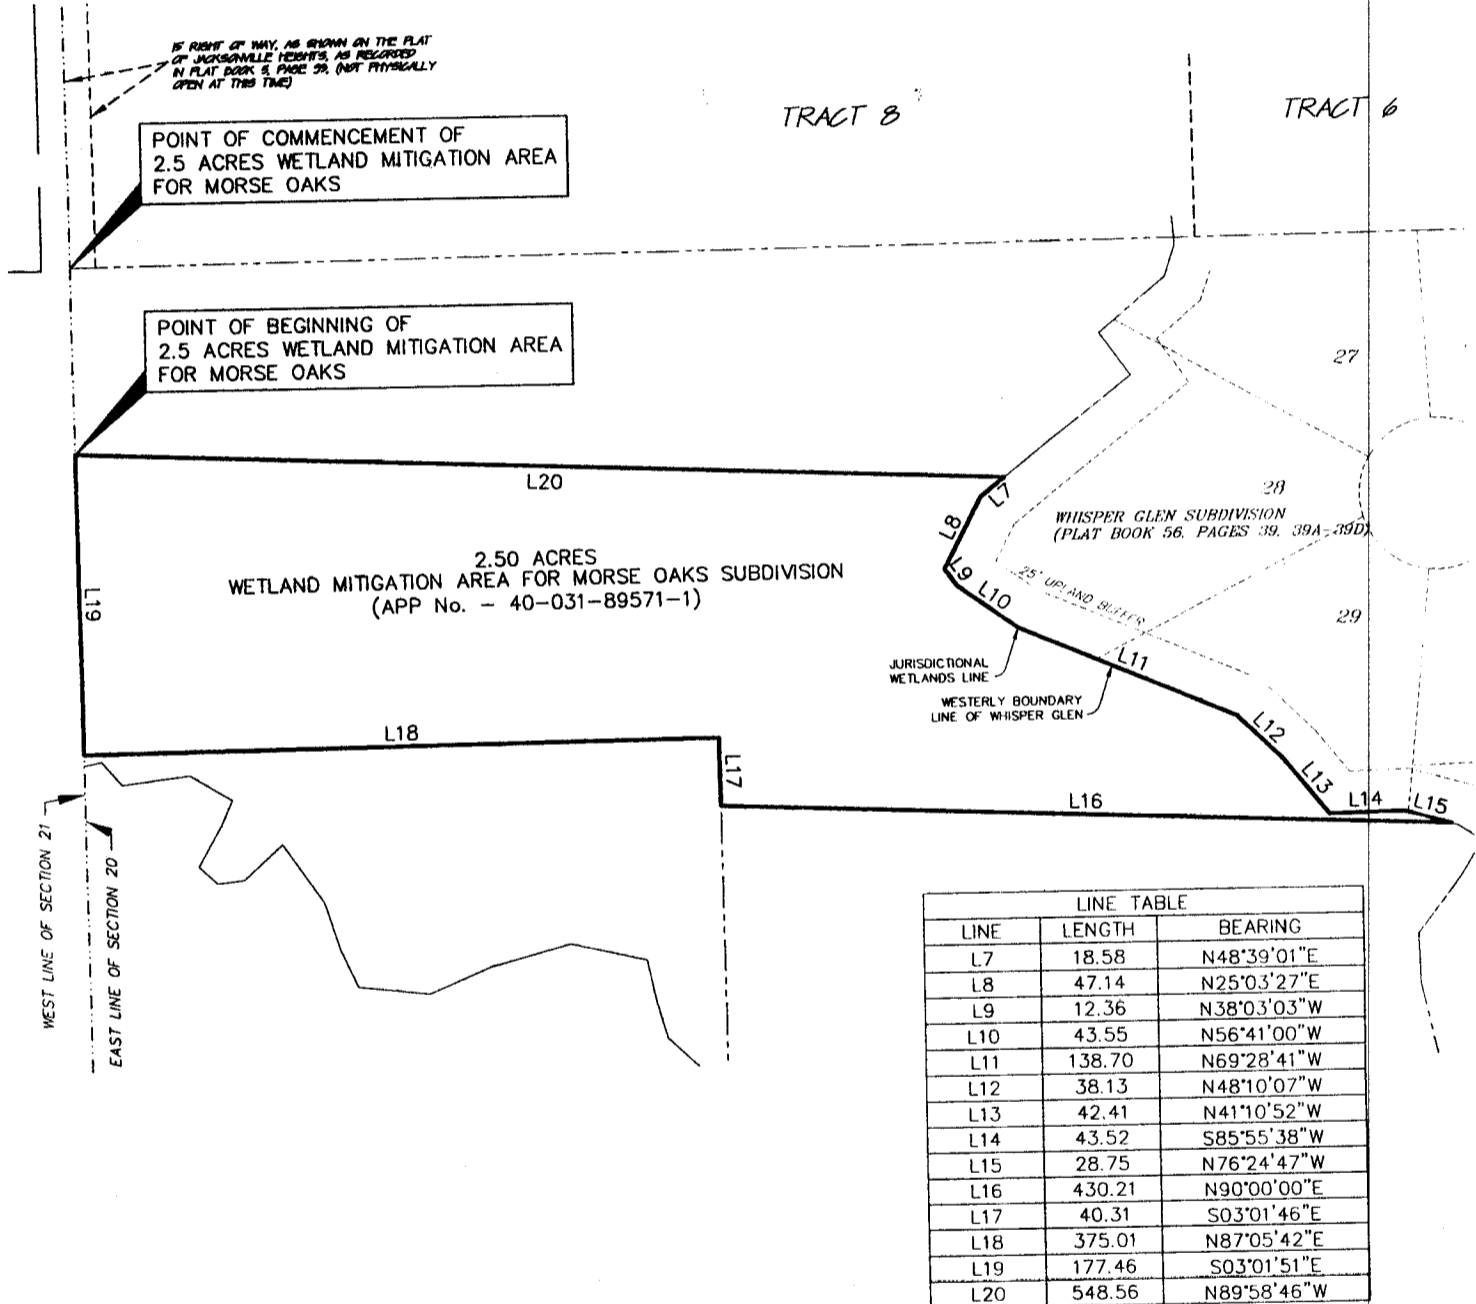 15' RIGHT OF WAY, AS SHOWN ON THE PLAT
OF JACKSONVILLE HEIGHTS, AS RECORDED
IN PLAT BOOK 5, PAGE 93, (NOT PHYSICALLY
OPEN AT THIS TIME)
POINT OF COMMENCEMENT OF
2.5 ACRES WETLAND MITIGATION AREA
FOR MORSE OAKS
TRACT 8
TRACT 6
POINT OF BEGINNING OF
2.5 ACRES WETLAND MITIGATION AREA
FOR MORSE OAKS
27
L20
L7
28
WHISPER GLEN SUBDIVISION
(PLAT BOOK 56, PAGES 39, 39A-39D)
L8
2.50 ACRES
WETLAND MITIGATION AREA FOR MORSE OAKS SUBDIVISION
(APP No. - 40-031-89571-1)
L9
L10
25' UPLAND BUFFER
29
L19
JURISDICTIONAL
WETLANDS LINE
L11
WESTERLY BOUNDARY
LINE OF WHISPER GLEN
L18
L12
L17
L13
L16
L14
L15
WEST LINE OF SECTION 21
EAST LINE OF SECTION 20
LINE TABLE
LINE LENGTH BEARING
L7 18.58 N48°39'01"E
L8 47.14 N25°03'27"E
L9 12.36 N38°03'03"W
L10 43.55 N56°41'00"W
L11 138.70 N69°28'41"W
L12 38.13 N48°10'07"W
L13 42.41 N41°10'52"W
L14 43.52 S85°55'38"W
L15 28.75 N76°24'47"W
L16 430.21 N90°00'00"E
L17 40.31 S03°01'46"E
L18 375.01 N87°05'42"E
L19 177.46 S03°01'51"E
L20 548.56 N89°58'46"W